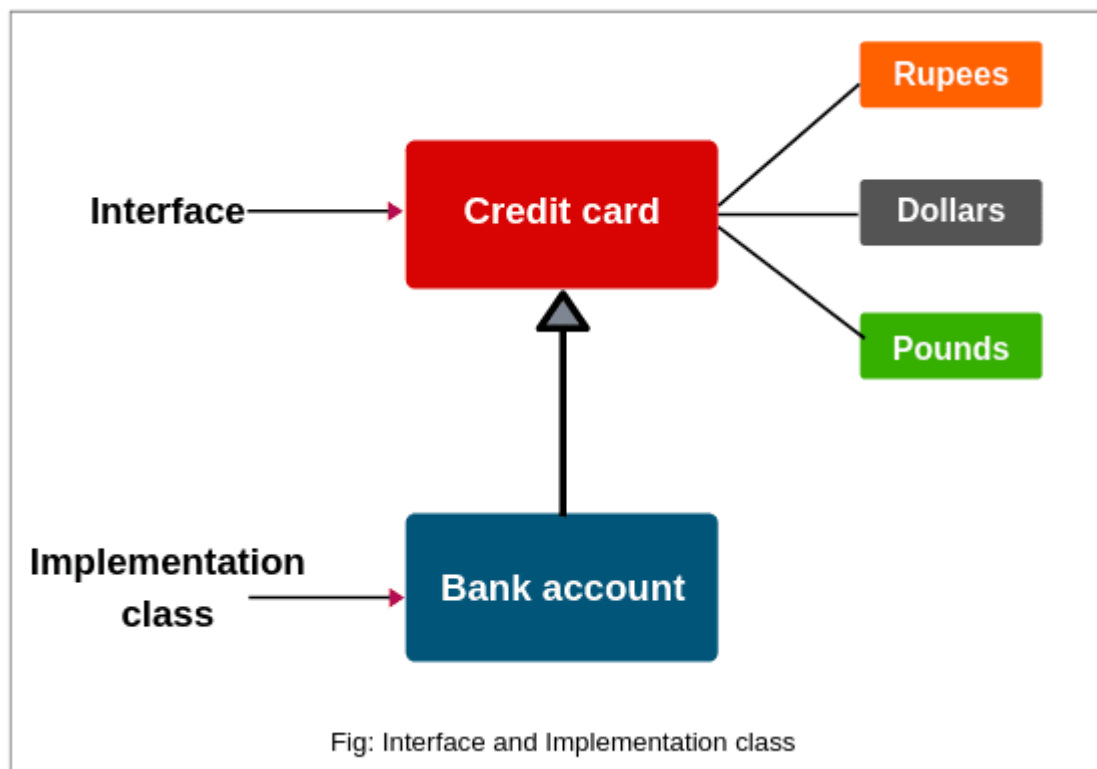 Rupees
Interface
Credit card
Dollars
Pounds
Implementation
class
Bank account
Fig: Interface and Implementation class